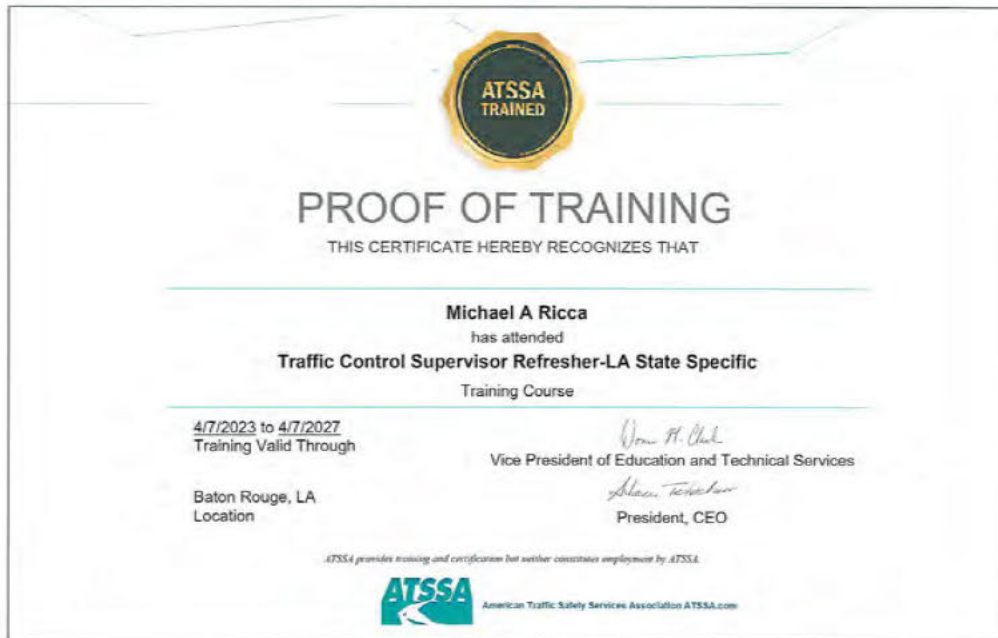 ATSSA
TRAINED
PROOF OF TRAINING
THIS CERTIFICATE HEREBY RECOGNIZES THAT
Michael A Ricca
has attended
Traffic Control Supervisor Refresher-LA State Specific
Training Course
4/7/2023 to 4/7/2027
Training Valid Through
Vice President of Education and Technical Services
Baton Rouge, LA
Location
President, CEO
ATSSA provides training and certification but neither constitutes employment by ATSSA.
ATSSA
American Traffic Safety Services Association ATSSA.com